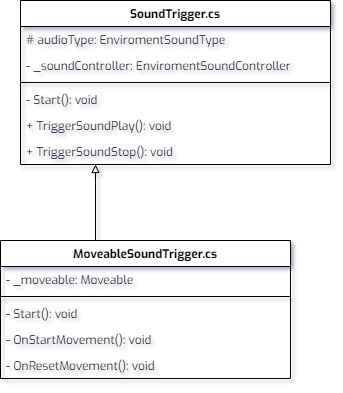 SoundTrigger.cs
# audioType: EnviromentSoundType
- _soundController: EnviromentSoundController
- Start(): void
+ TriggerSoundPlay(): void
+ TriggerSoundStop(): void
MoveableSoundTrigger.cs
- _moveable: Moveable
- Start(): void
- OnStartMovement(): void
- OnResetMovement(): void